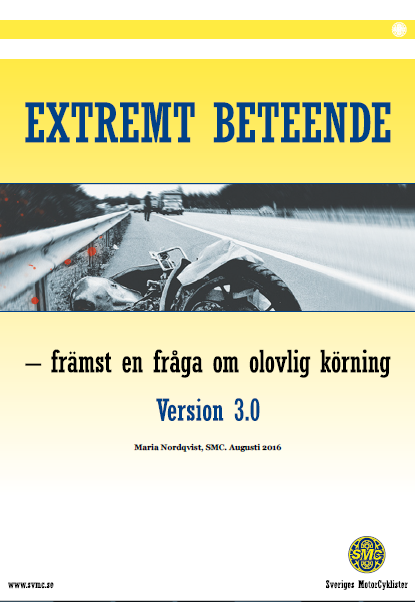 EXTREMT BETEENDE
– främst en fråga om olovlig körning
Version 3.0
Maria Nordqvist, SMC. Augusti 2016
SMC
www.svmc.se
Sveriges MotorCyklister